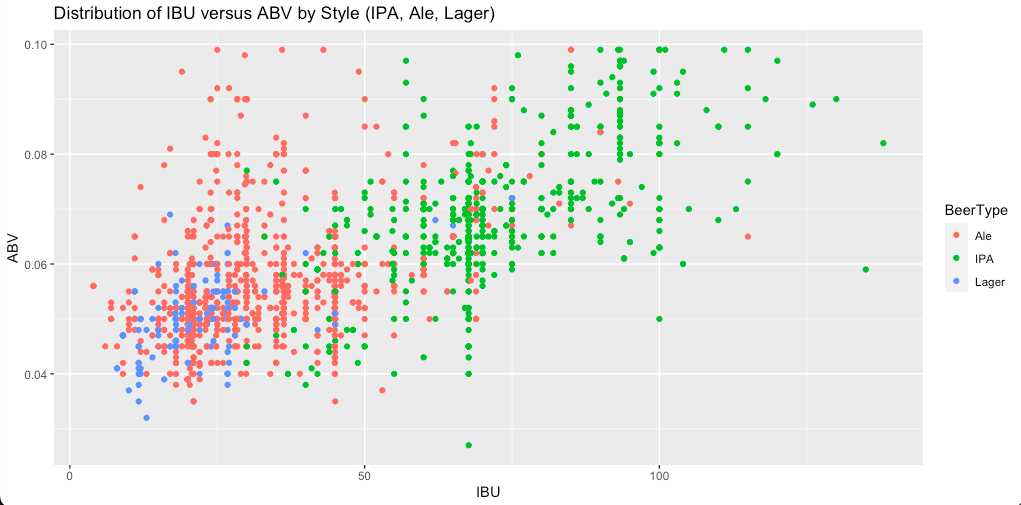 Distribution of IBU versus ABV by Style (IPA, Ale, Lager)
0.10
0.08
0.06
0.04
ABV
0
50
100
IBU
BeerType
Ale
IPA
Lager